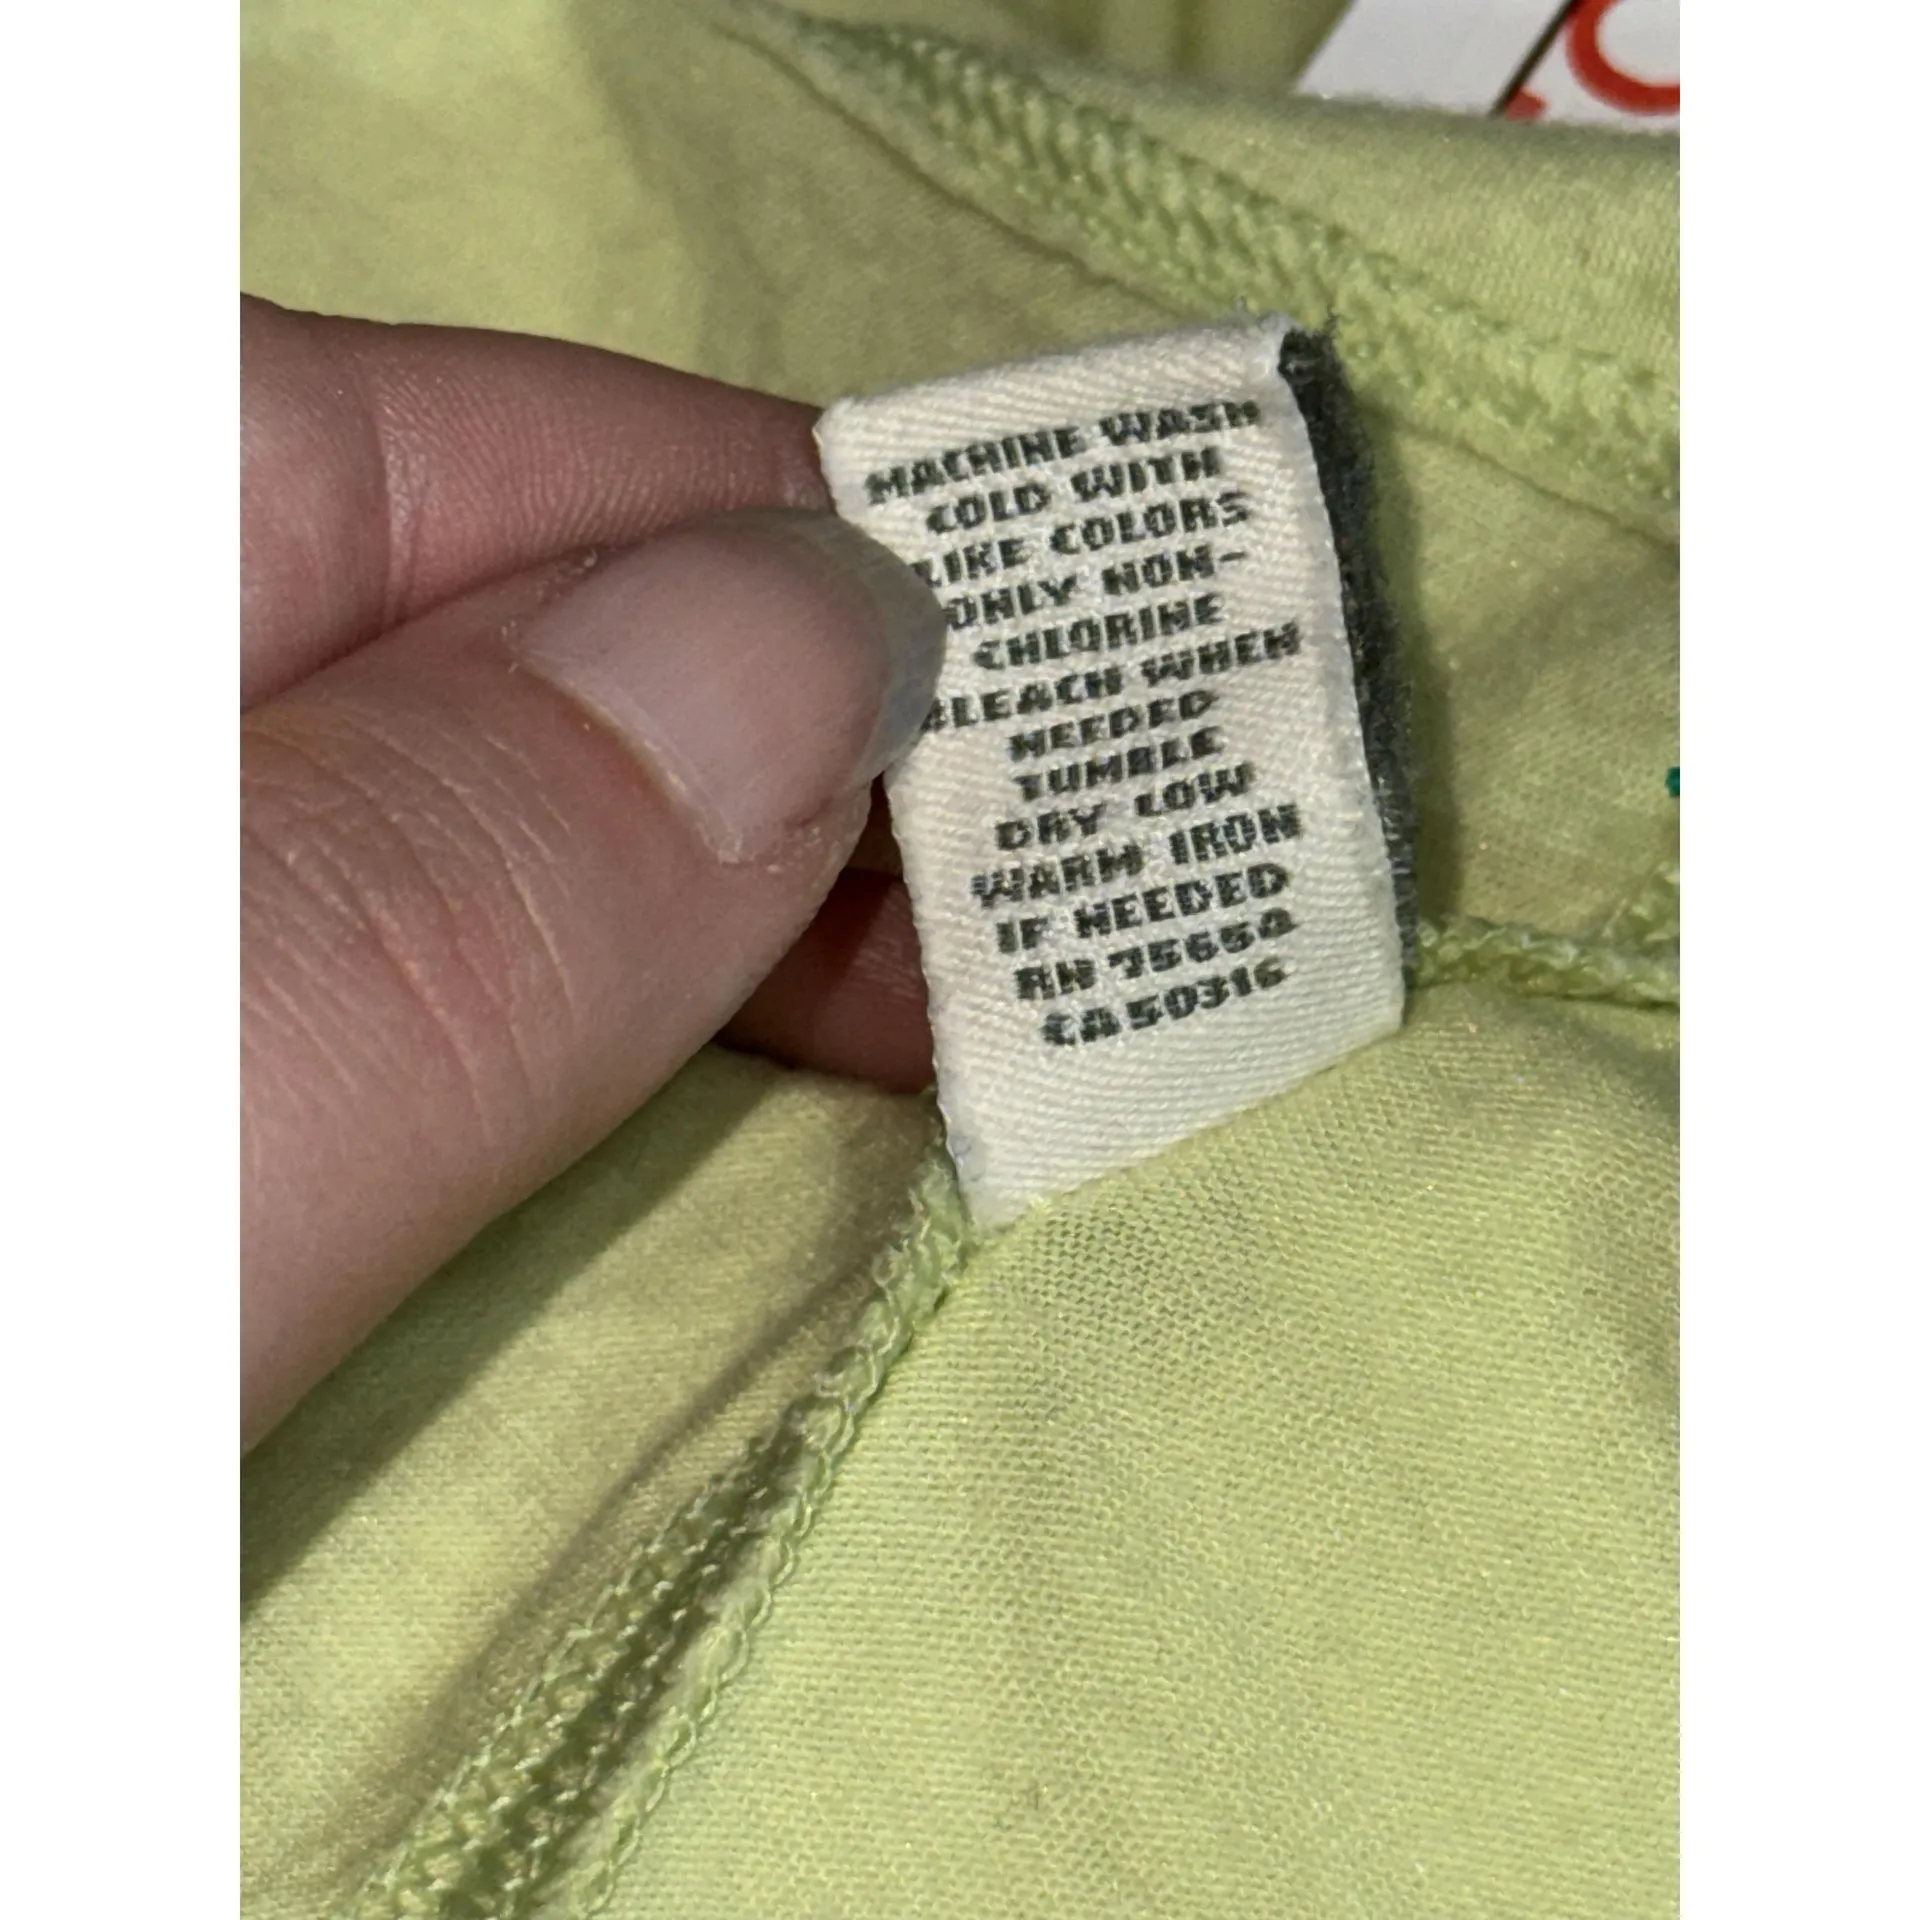 MACHINE WASH
COLD WITH
LIKE COLORS
ONLY NON-
CHLORINE
BLEACH WHEN
NEEDED
TUMBLE
DRY LOW
WARM IRON
IF NEEDED
RN 75650
CA 50316